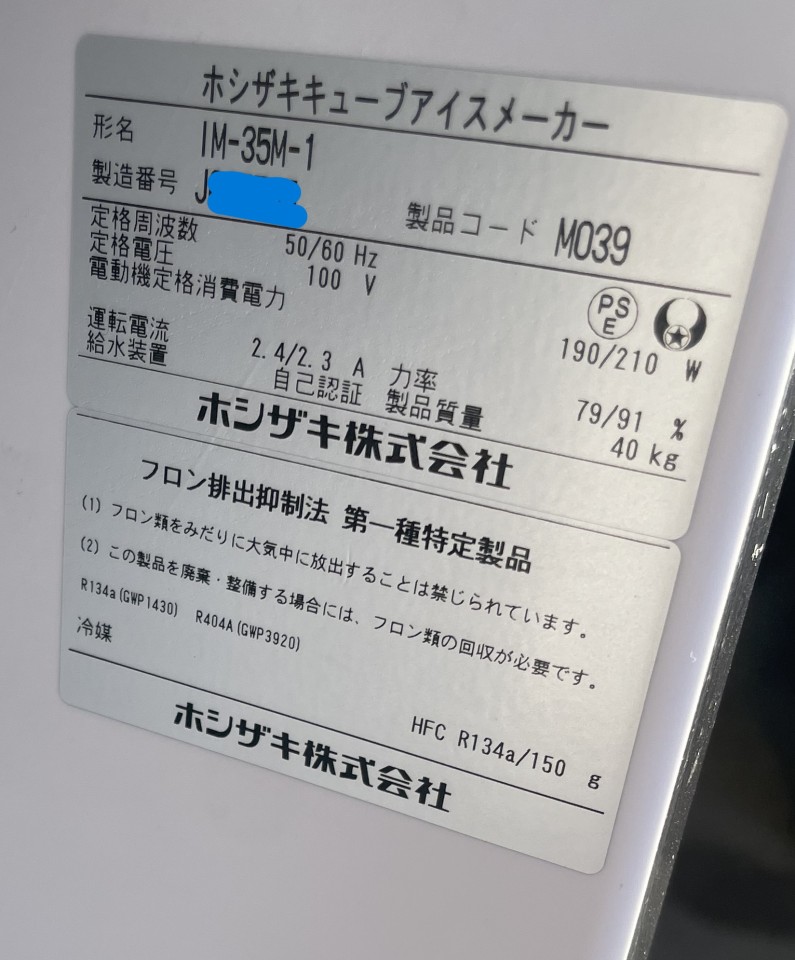 ホシザキキューブアイスメーカー
形名 IM-35M-1
製造番号 J
製品コード M039
定格周波数 50/60 Hz
定格電圧 100 V
電動機定格消費電力 190/210 W
PS
E
運転電流 2.4/2.3 A 力率 79/91 %
給水装置 自己認証 製品質量 40 kg
ホシザキ株式会社
フロン排出抑制法 第一種特定製品
(1) フロン類をみだりに大気中に放出することは禁じられています。
(2) この製品を廃棄・整備する場合には、フロン類の回収が必要です。
R134a(GWP1430) R404A(GWP3920)
冷媒 HFC R134a/150 g
ホシザキ株式会社